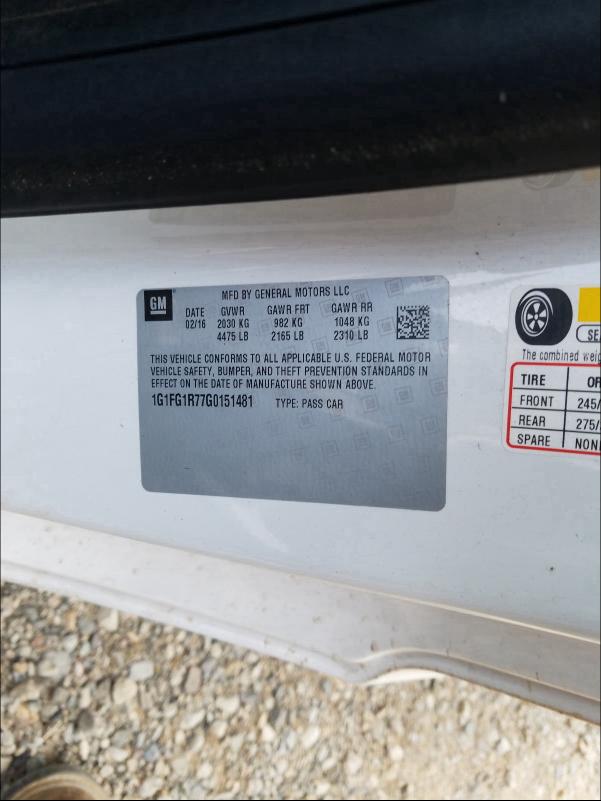 GM
MFD BY GENERAL MOTORS LLC
DATE GVWR GAWR FRT GAWR RR
02/16 2030 KG 982 KG 1048 KG
4475 LB 2165 LB 2310 LB
THIS VEHICLE CONFORMS TO ALL APPLICABLE U.S. FEDERAL MOTOR
VEHICLE SAFETY, BUMPER, AND THEFT PREVENTION STANDARDS IN
EFFECT ON THE DATE OF MANUFACTURE SHOWN ABOVE.
1G1FG1R77G0151481 TYPE: PASS CAR
The combined
TIRE
FRONT 245/
REAR 275/
SPARE